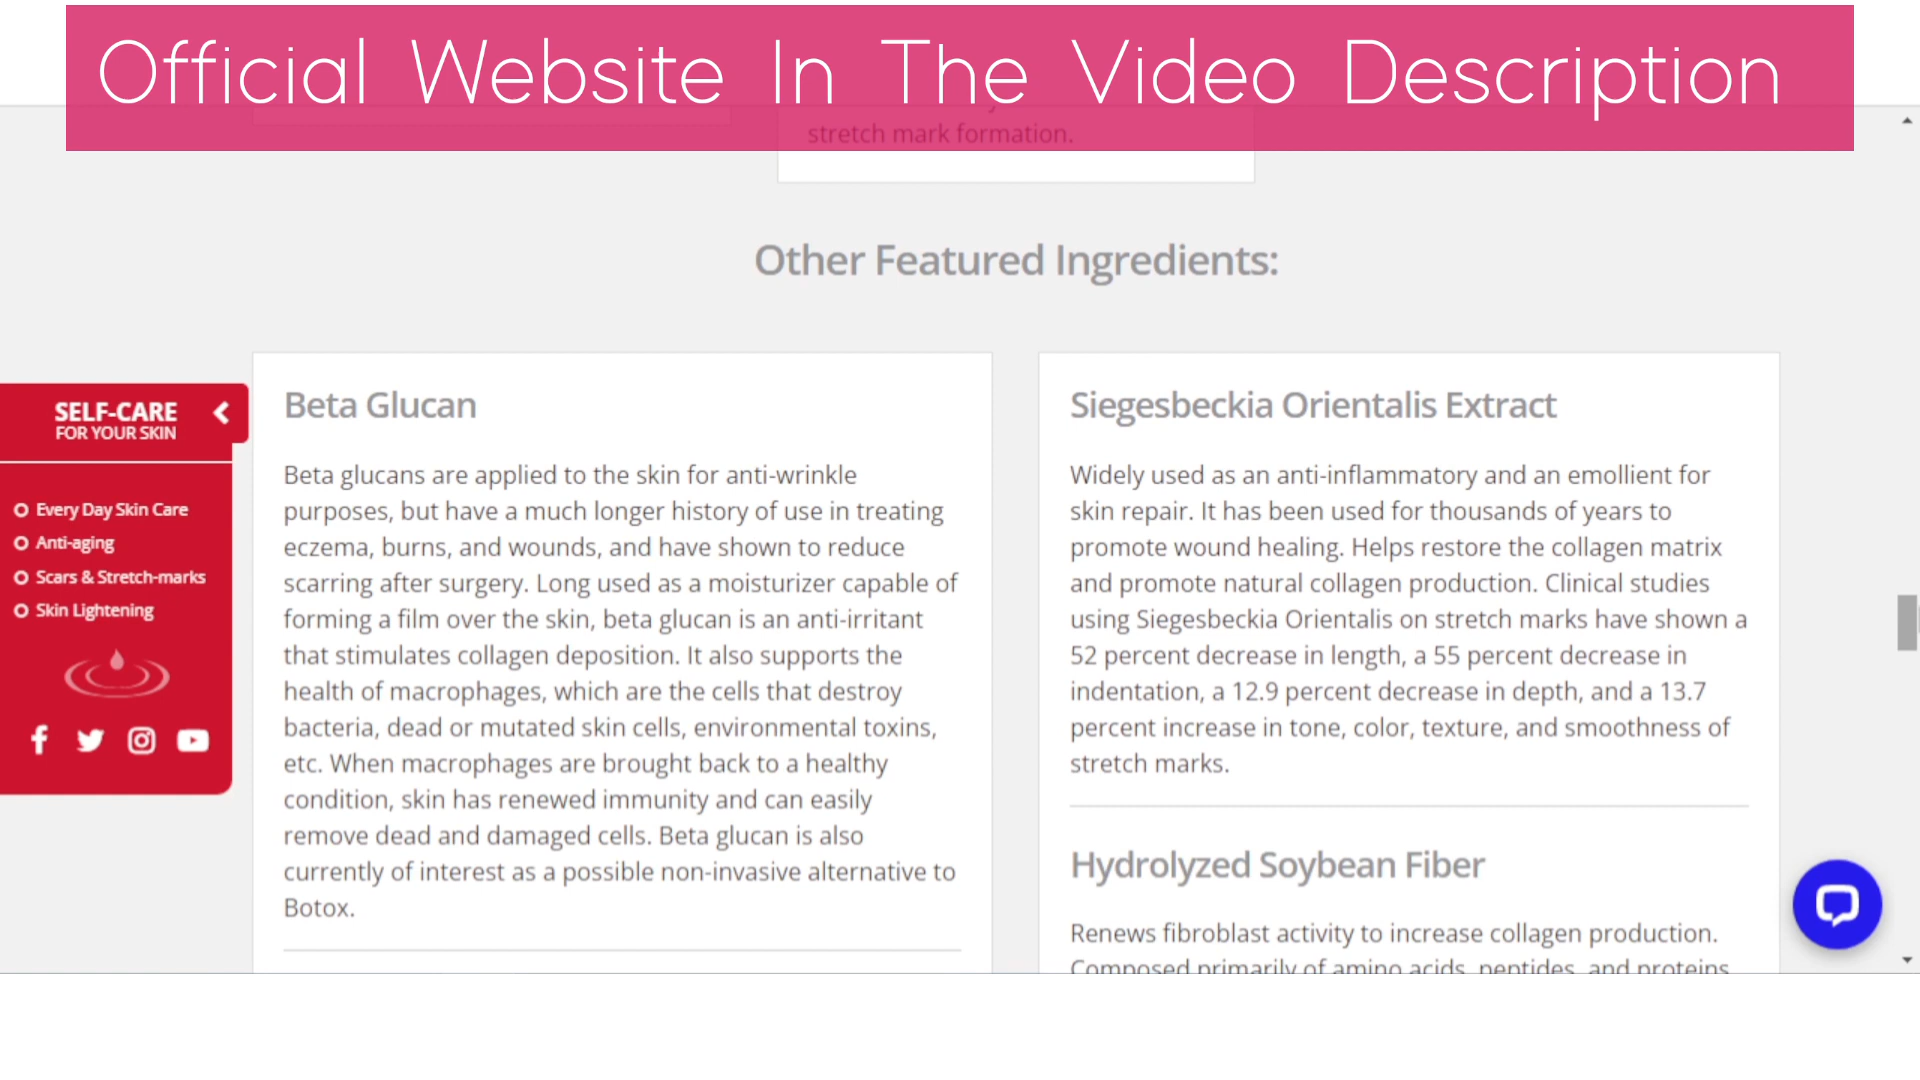 Official Website In The Video Description
stretch mark formation.
Other Featured Ingredients:
SELF-CARE
FOR YOUR SKIN
Every Day Skin Care
Anti-aging
Scars & Stretch-marks
Skin Lightening
Beta Glucan
Beta glucans are applied to the skin for anti-wrinkle
purposes, but have a much longer history of use in treating
eczema, burns, and wounds, and have shown to reduce
scarring after surgery. Long used as a moisturizer capable of
forming a film over the skin, beta glucan is an anti-irritant
that stimulates collagen deposition. It also supports the
health of macrophages, which are the cells that destroy
bacteria, dead or mutated skin cells, environmental toxins,
etc. When macrophages are brought back to a healthy
condition, skin has renewed immunity and can easily
remove dead and damaged cells. Beta glucan is also
currently of interest as a possible non-invasive alternative to
Botox.
Siegesbeckia Orientalis Extract
Widely used as an anti-inflammatory and an emollient for
skin repair. It has been used for thousands of years to
promote wound healing. Helps restore the collagen matrix
and promote natural collagen production. Clinical studies
using Siegesbeckia Orientalis on stretch marks have shown a
52 percent decrease in length, a 55 percent decrease in
indentation, a 12.9 percent decrease in depth, and a 13.7
percent increase in tone, color, texture, and smoothness of
stretch marks.
Hydrolyzed Soybean Fiber
Renews fibroblast activity to increase collagen production.
Composed primarily of amino acids, peptides, and proteins